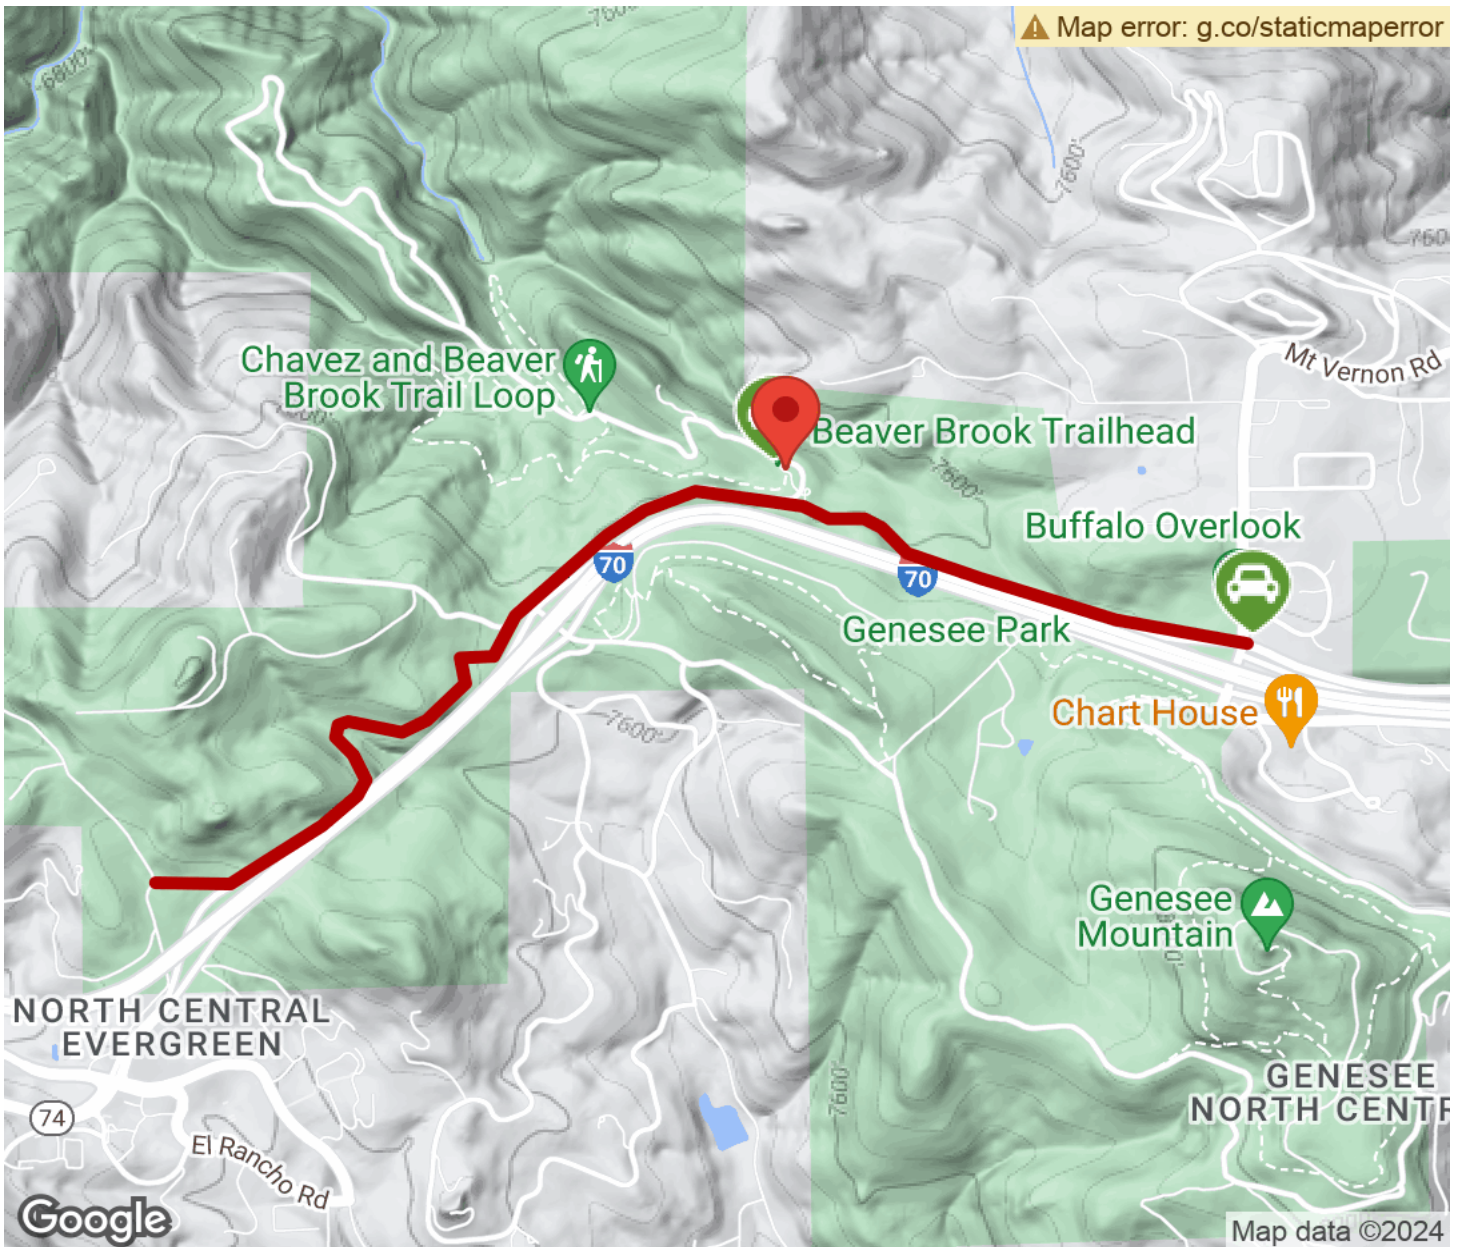 7600'
Map error: g.co/staticmaperror
6800'
7600'
760
Mt Vernon Rd
Chavez and Beaver
Brook Trail Loop
Beaver Brook Trailhead
7600'
Buffalo Overlook
70
70
Genesee Park
Chart House
7600'
Genesee
Mountain
NORTH CENTRAL
EVERGREEN
GENESEE
NORTH CENTR
7600'
74
El Rancho Rd
Google
Map data ©2024